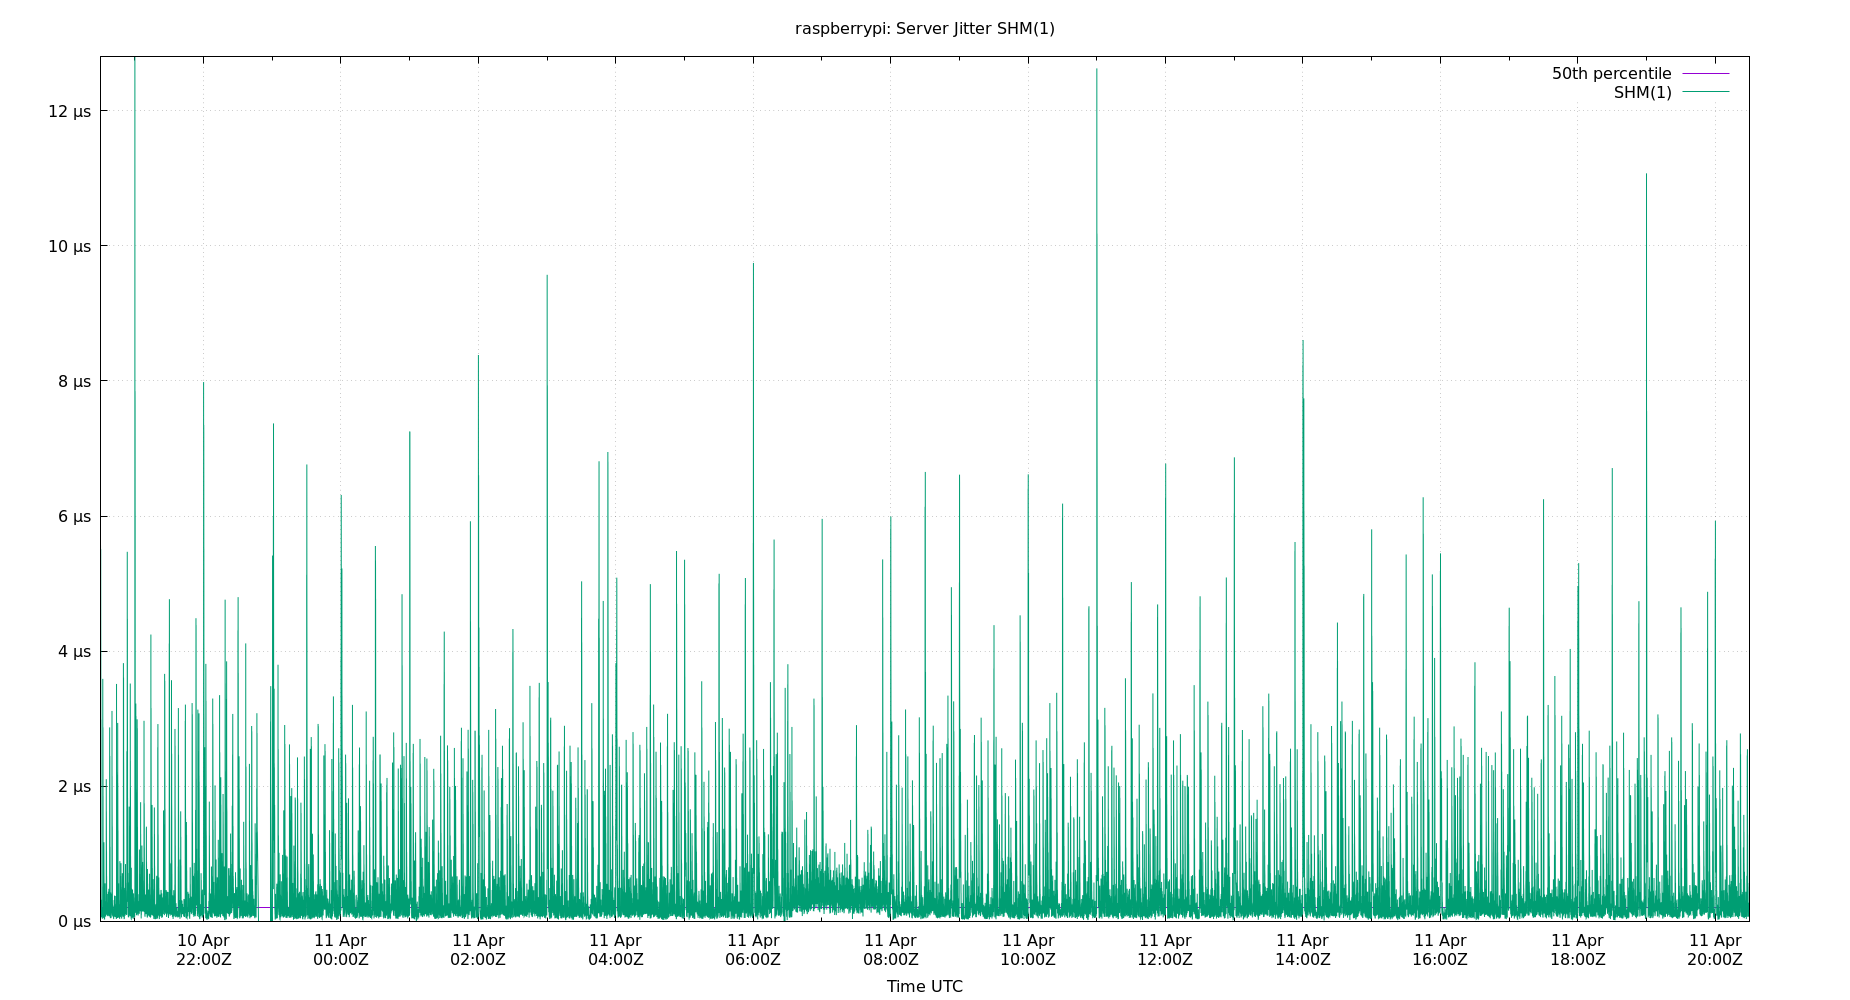 raspberrypi: Server Jitter SHM(1)
50th percentile
SHM(1)
12 µs
10 µs
8 µs
6 µs
4 µs
2 µs
0 µs
10 Apr 11 Apr 11 Apr 11 Apr 11 Apr 11 Apr 11 Apr 11 Apr 11 Apr 11 Apr 11 Apr 11 Apr
22:00Z 00:00Z 02:00Z 04:00Z 06:00Z 08:00Z 10:00Z 12:00Z 14:00Z 16:00Z 18:00Z 20:00Z
Time UTC